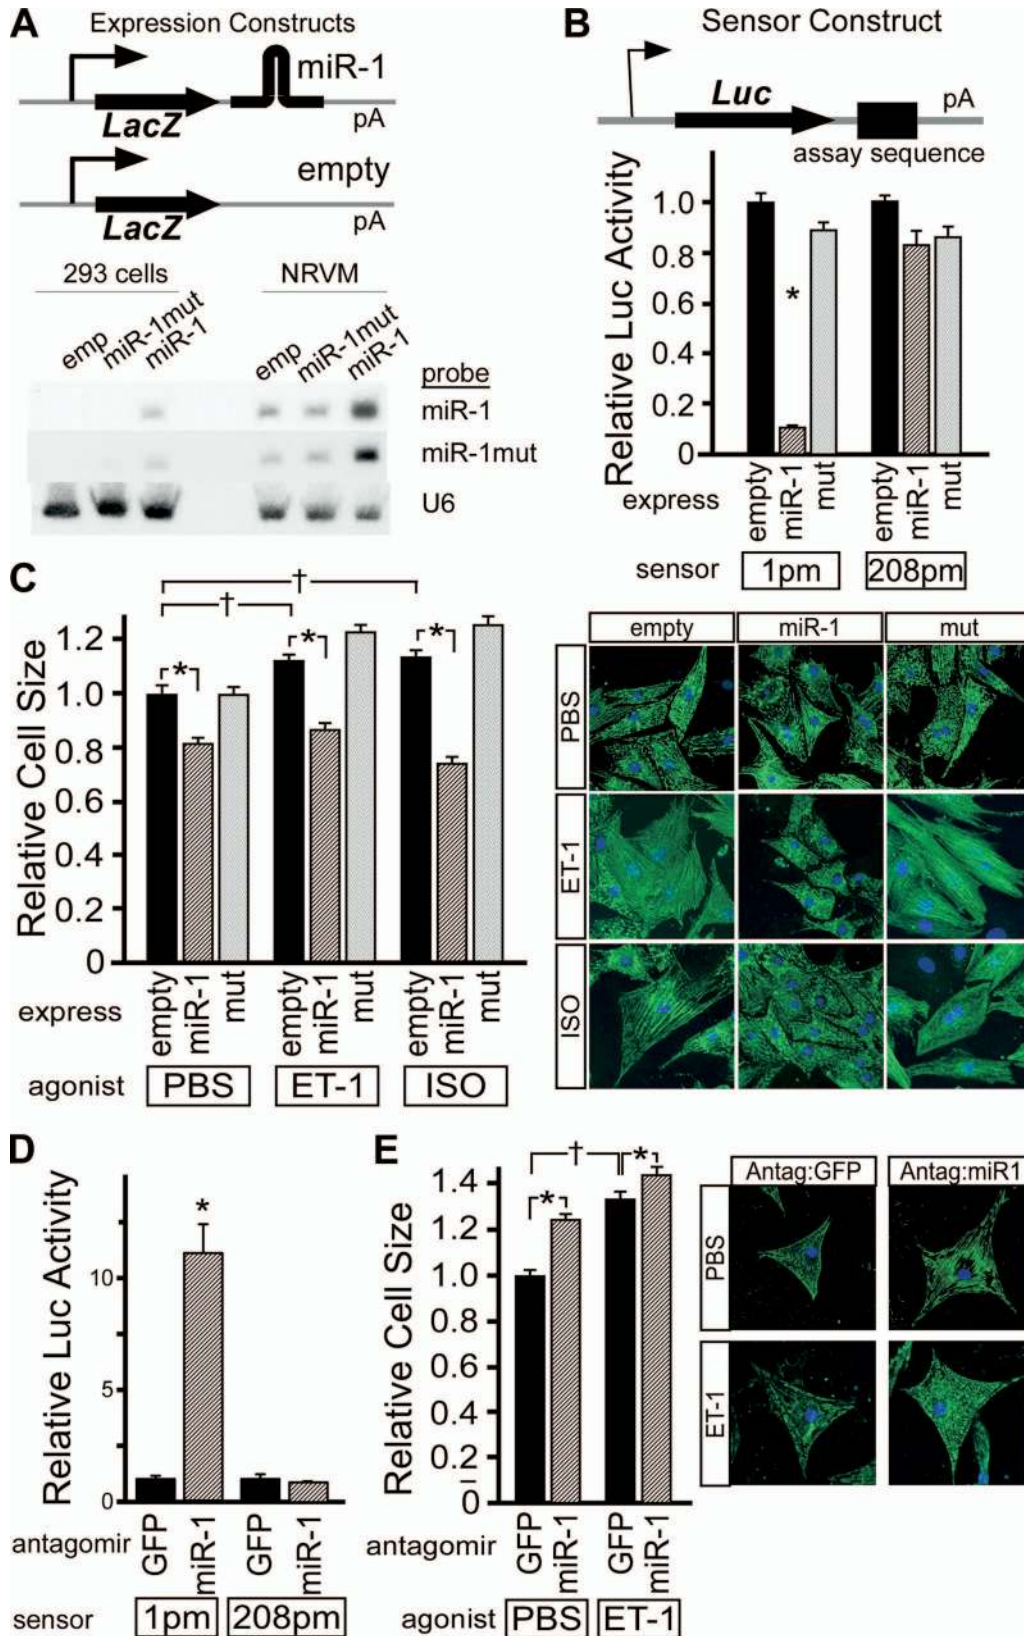 A
Expression Constructs
miR-1
LacZ
pA
empty
LacZ
pA
293 cells
NRVM
emp
miR-1mut
miR-1
emp
miR-1mut
miR-1
probe
miR-1
miR-1mut
U6
B
Sensor Construct
Luc
pA
assay sequence
Relative Luc Activity
1.0
0.8
0.6
0.4
0.2
0
*
express
empty
miR-1
mut
empty
miR-1
mut
sensor
1pm
208pm
C
†
†
Relative Cell Size
1.2
1.0
0.8
0.6
0.4
0.2
0
*
*
*
express
empty
miR-1
mut
empty
miR-1
mut
empty
miR-1
mut
agonist
PBS
ET-1
ISO
empty
miR-1
mut
PBS
ET-1
ISO
D
Relative Luc Activity
10
5
0
*
antagomir
GFP
miR-1
GFP
miR-1
sensor
1pm
208pm
E
Relative Cell Size
1.4
1.2
1.0
0.8
0.6
0.4
0.2
0
†
*
*
antagomir
GFP
miR-1
GFP
miR-1
agonist
PBS
ET-1
Antag:GFP
Antag:miR1
PBS
ET-1